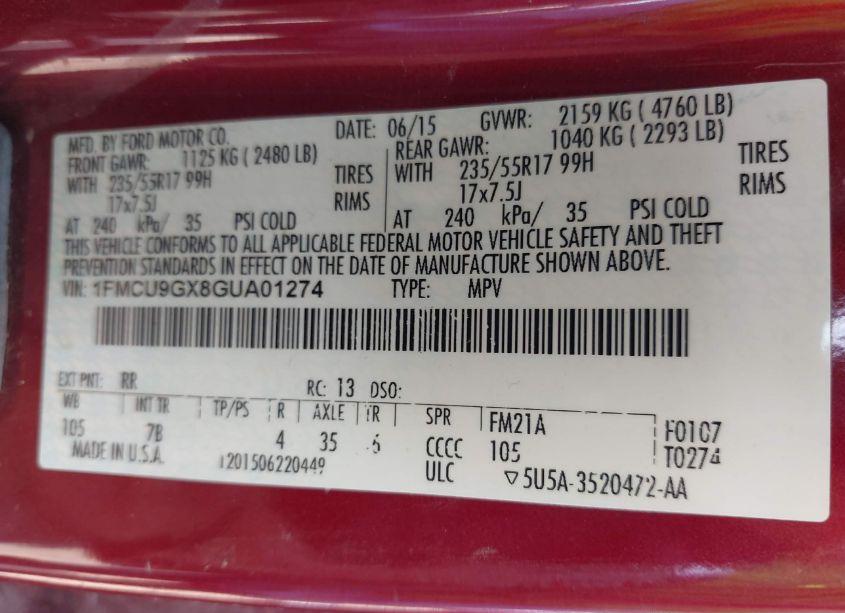 MFD. BY FORD MOTOR CO.
DATE: 06/15 GVWR: 2159 KG ( 4760 LB)
FRONT GAWR: 1125 KG ( 2480 LB)
REAR GAWR: 1040 KG ( 2293 LB)
WITH 235/55R17 99H TIRES
WITH 235/55R17 99H TIRES
17x7.5J RIMS
17x7.5J RIMS
AT 240 kPa/ 35 PSI COLD
AT 240 kPa/ 35 PSI COLD
THIS VEHICLE CONFORMS TO ALL APPLICABLE FEDERAL MOTOR VEHICLE SAFETY AND THEFT
PREVENTION STANDARDS IN EFFECT ON THE DATE OF MANUFACTURE SHOWN ABOVE.
VIN: 1FMCU9GX8GUA01274 TYPE: MPV
EXT PNT: RR RC: 13 DSO:
WB INT TR TP/PS R AXLE TR SPR FM21A F0107
105 7B 4 35 6 CCCC 105 T0274
MADE IN U.S.A. 201506220449 ULC ▽5U5A-3520472-AA